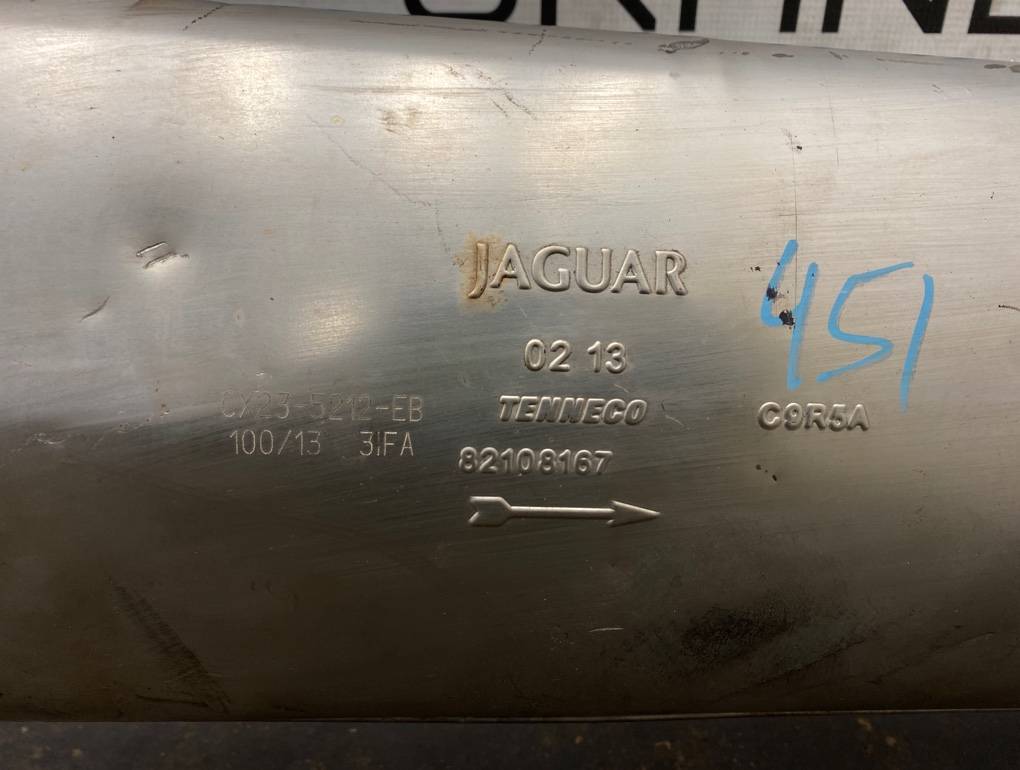 JAGUAR
451
02 13
CX23-5212-EB
TENNECO
C9R5A
100/13 3IFA
82108167